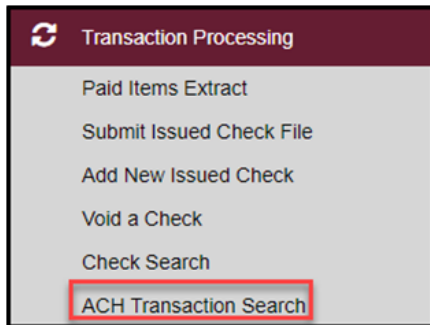 Transaction Processing
Paid Items Extract
Submit Issued Check File
Add New Issued Check
Void a Check
Check Search
ACH Transaction Search